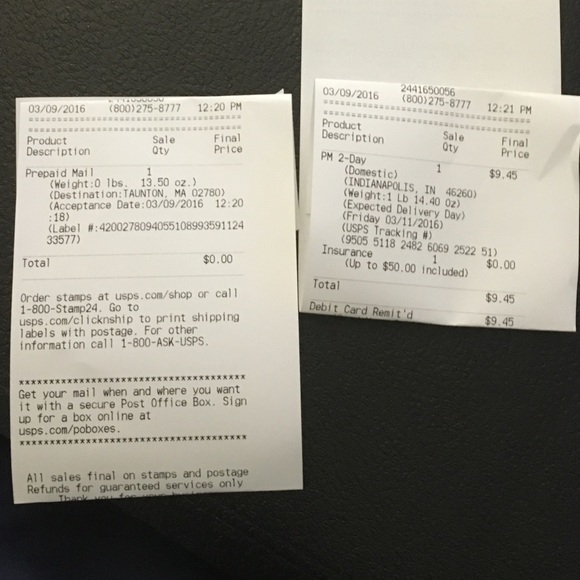 03/09/2016 (800)275-8777 12:20 PM
Product Sale Final
Description Qty Price
Prepaid Mail 1
(Weight:0 lbs. 13.50 oz.)
(Destination:TAUNTON, MA 02780)
(Acceptance Date:03/09/2016 12:20
:18)
(Label #:4200278094055108993591124
33577)
Total $0.00
Order stamps at usps.com/shop or call
1-800-Stamp24. Go to
usps.com/clicknship to print shipping
labels with postage. For other
information call 1-800-ASK-USPS.
Get your mail when and where you want
it with a secure Post Office Box. Sign
up for a box online at
usps.com/poboxes.
All sales final on stamps and postage
Refunds for guaranteed services only
Thank you for your
2441650056
03/09/2016 (800)275-8777 12:21 PM
Product Sale Final
Description Qty Price
PM 2-Day 1 $9.45
(Domestic)
(INDIANAPOLIS, IN 46260)
(Weight:1 Lb 14.40 Oz)
(Expected Delivery Day)
(Friday 03/11/2016)
(USPS Tracking #)
(9505 5118 2482 6069 2522 51)
Insurance 1 $0.00
(Up to $50.00 included)
Total $9.45
Debit Card Remit'd $9.45